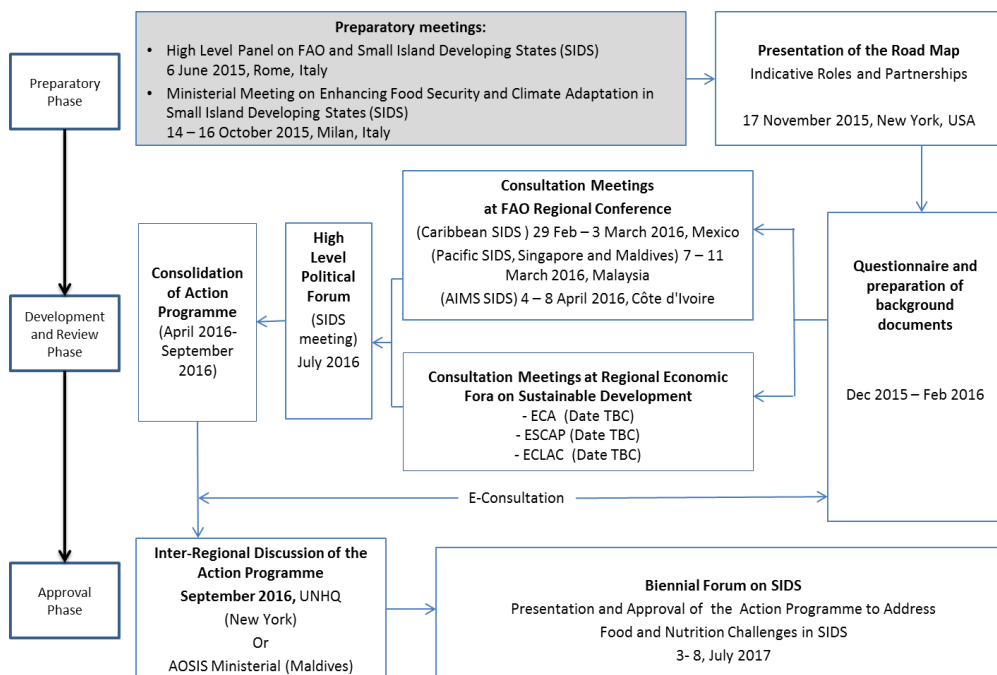 Preparatory meetings:
• High Level Panel on FAO and Small Island Developing States (SIDS)
6 June 2015, Rome, Italy
• Ministerial Meeting on Enhancing Food Security and Climate Adaptation in
Small Island Developing States (SIDS)
14 – 16 October 2015, Milan, Italy
Presentation of the Road Map
Indicative Roles and Partnerships
17 November 2015, New York, USA
Preparatory
Phase
Consultation Meetings
at FAO Regional Conference
(Caribbean SIDS ) 29 Feb – 3 March 2016, Mexico
(Pacific SIDS, Singapore and Maldives) 7 – 11
March 2016, Malaysia
(AIMS SIDS) 4 – 8 April 2016, Côte d'Ivoire
High
Level
Political
Forum
(SIDS
meeting)
July 2016
Consolidation
of Action
Programme
(April 2016-
September
2016)
Questionnaire and
preparation of
background
documents
Dec 2015 – Feb 2016
Development
and Review
Phase
Consultation Meetings at Regional Economic
Fora on Sustainable Development
- ECA (Date TBC)
- ESCAP (Date TBC)
- ECLAC (Date TBC)
E-Consultation
Approval
Phase
Inter-Regional Discussion of the
Action Programme
September 2016, UNHQ
(New York)
Or
AOSIS Ministerial (Maldives)
Biennial Forum on SIDS
Presentation and Approval of the Action Programme to Address
Food and Nutrition Challenges in SIDS
3- 8, July 2017